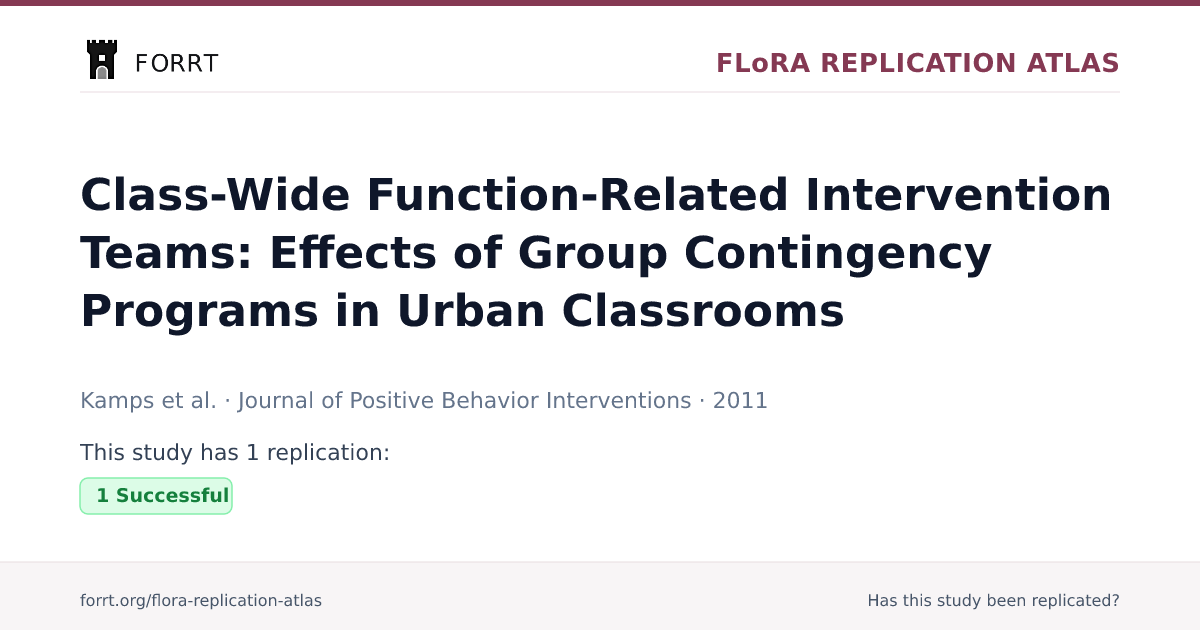 FORRT
FLoRA REPLICATION ATLAS
Class-Wide Function-Related Intervention
Teams: Effects of Group Contingency
Programs in Urban Classrooms
Kamps et al. · Journal of Positive Behavior Interventions · 2011
This study has 1 replication:
1 Successful
forrt.org/flora-replication-atlas
Has this study been replicated?